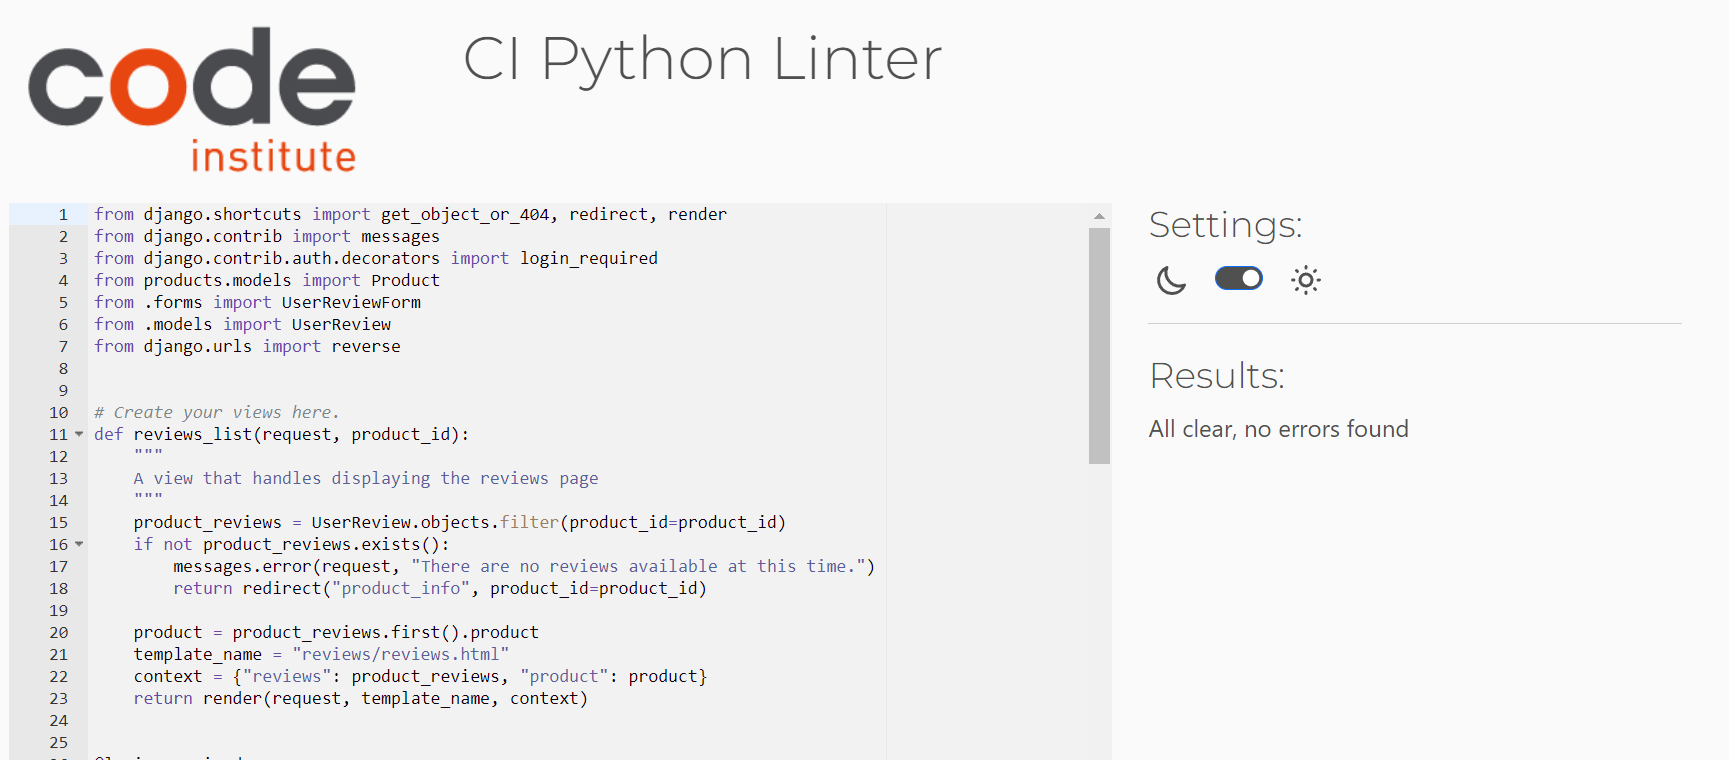 code
institute
CI Python Linter
1 from django.shortcuts import get_object_or_404, redirect, render
2 from django.contrib import messages
3 from django.contrib.auth.decorators import login_required
4 from products.models import Product
5 from .forms import UserReviewForm
6 from .models import UserReview
7 from django.urls import reverse
8
9
10 # Create your views here.
11 def reviews_list(request, product_id):
12     """
13     A view that handles displaying the reviews page
14     """
15     product_reviews = UserReview.objects.filter(product_id=product_id)
16     if not product_reviews.exists():
17         messages.error(request, "There are no reviews available at this time.")
18         return redirect("product_info", product_id=product_id)
19
20     product = product_reviews.first().product
21     template_name = "reviews/reviews.html"
22     context = {"reviews": product_reviews, "product": product}
23     return render(request, template_name, context)
24
25
Settings:
Results:
All clear, no errors found